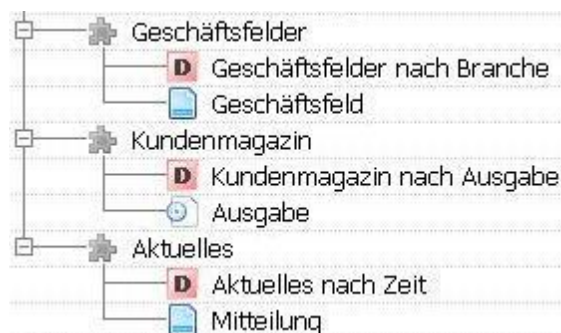 Geschäftsfelder
D Geschäftsfelder nach Branche
Geschäftsfeld
Kundenmagazin
D Kundenmagazin nach Ausgabe
Ausgabe
Aktuelles
D Aktuelles nach Zeit
Mitteilung